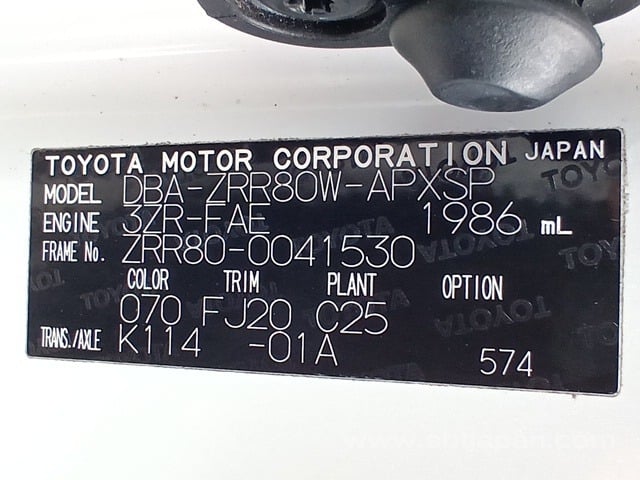 TOYOTA MOTOR CORPORATION JAPAN
MODEL DBA-ZRR80W-APXSP
ENGINE 3ZR-FAE 1986 mL
FRAME No. ZRR80-0041530
COLOR TRIM PLANT OPTION
070 FJ20 C25
TRANS./AXLE K114 -01A
574